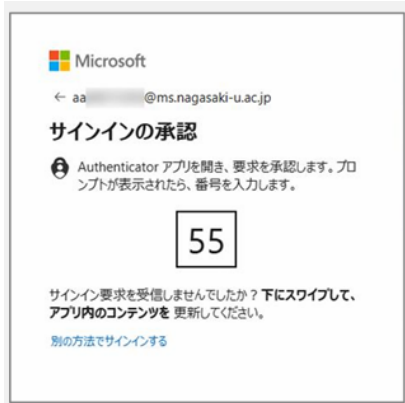 Microsoft
← aa @ms.nagasaki-u.ac.jp
サインインの承認
Authenticator アプリを開き、要求を承認します。プロ
ンプトが表示されたら、番号を入力します。
55
サインイン要求を受信しませんでしたか？下にスワイプして、
アプリ内のコンテンツを 更新してください。
別の方法でサインインする